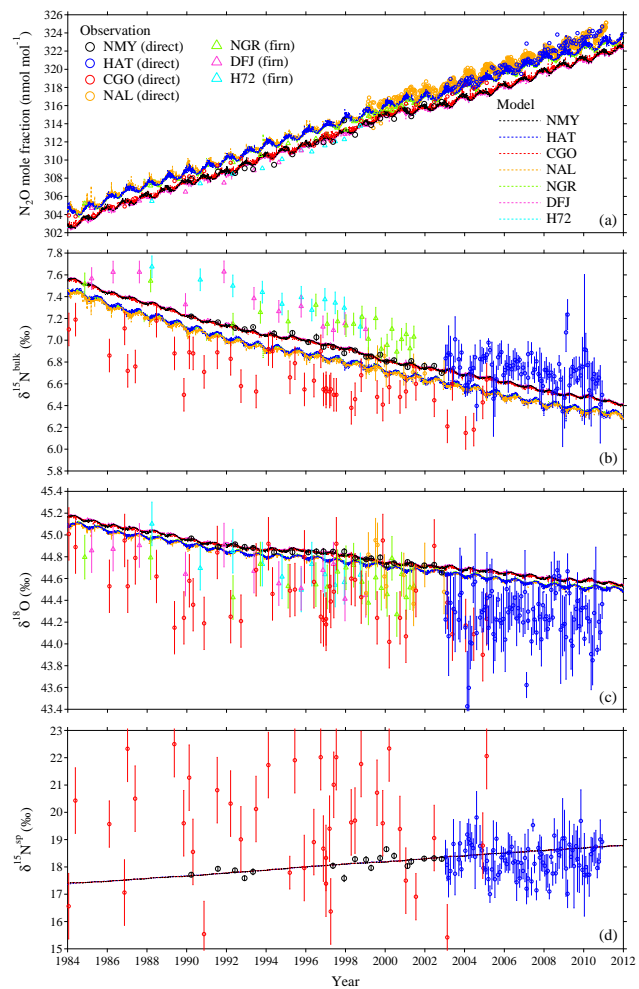 326
324
322
320
318
316
314
312
310
308
306
304
302
N₂O mole fraction (nmol mol⁻¹)
Observation
NMY (direct)
HAT (direct)
CGO (direct)
NAL (direct)
NGR (firn)
DFJ (firn)
H72 (firn)
Model
NMY
HAT
CGO
NAL
NGR
DFJ
H72
(a)
7.8
7.6
7.4
7.2
7.0
6.8
6.6
6.4
6.2
6.0
5.8
δ¹⁵Nᵇᵘˡᵏ (‰)
(b)
45.4
45.2
45.0
44.8
44.6
44.4
44.2
44.0
43.8
43.6
43.4
δ¹⁸O (‰)
(c)
23
22
21
20
19
18
17
16
15
δ¹⁵Nˢᵖ (‰)
(d)
1984 1986 1988 1990 1992 1994 1996 1998 2000 2002 2004 2006 2008 2010 2012
Year